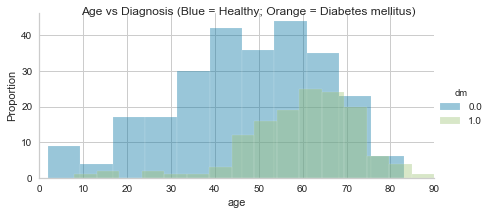 Age vs Diagnosis (Blue = Healthy; Orange = Diabetes mellitus)
40
30
20
10
0
Proportion
0 10 20 30 40 50 60 70 80 90
age
dm
0.0
1.0